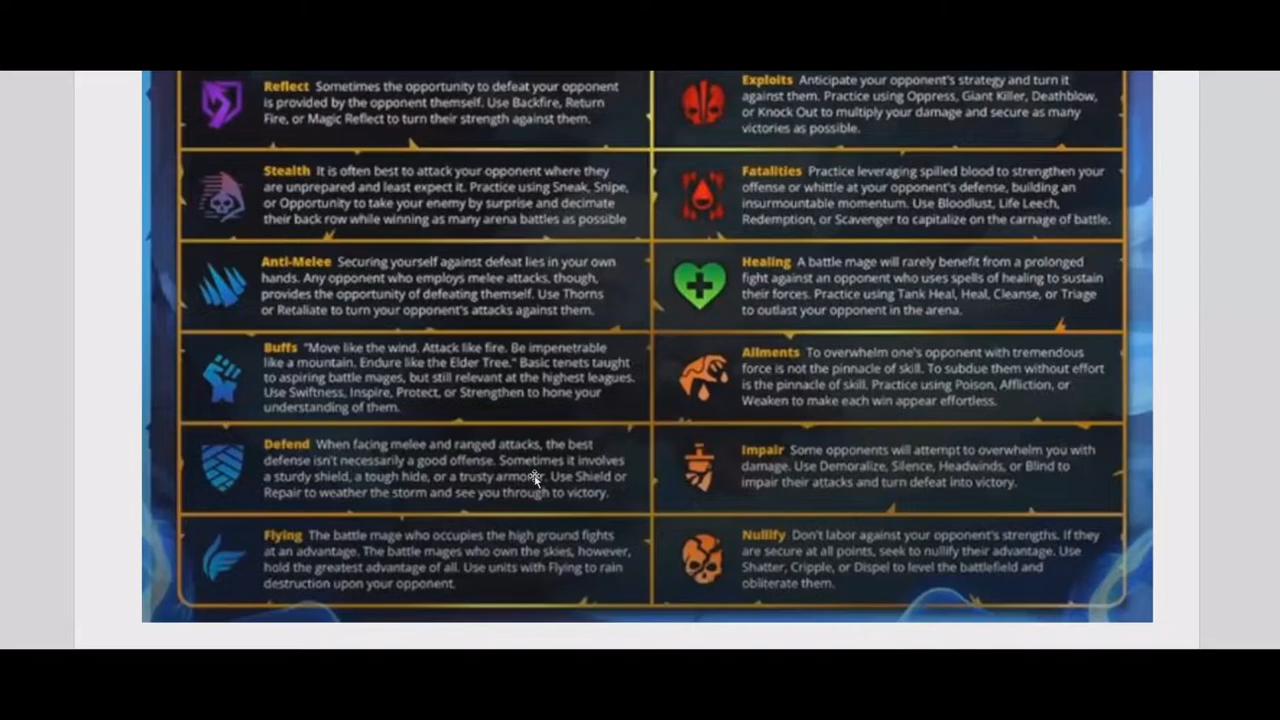 Reflect Sometimes the opportunity to defeat your opponent
is provided by the opponent themself. Use Backfire, Return
Fire, or Magic Reflect to turn their strength against them.
Stealth It is often best to attack your opponent where they
are unprepared and least expect it. Practice using Sneak, Snipe,
or Opportunity to take your enemy by surprise and decimate
their back row while winning as many arena battles as possible
Anti-Melee Securing yourself against defeat lies in your own
hands. Any opponent who employs melee attacks, though,
provides the opportunity of defeating themself. Use Thorns
or Retaliate to turn your opponent's attacks against them.
Buffs "Move like the wind. Attack like fire. Be impenetrable
like a mountain. Endure like the Elder Tree." Basic tenets taught
to aspiring battle mages, but still relevant at the highest leagues.
Use Swiftness, Inspire, Protect, or Strengthen to hone your
understanding of them.
Defend When facing melee and ranged attacks, the best
defense isn't necessarily a good offense. Sometimes it involves
a sturdy shield, a tough hide, or a trusty armourer. Use Shield or
Repair to weather the storm and see you through to victory.
Flying The battle mage who occupies the high ground fights
at an advantage. The battle mages who own the skies, however,
hold the greatest advantage of all. Use units with Flying to rain
destruction upon your opponent.
Exploits Anticipate your opponent's strategy and turn it
against them. Practice using Oppress, Giant Killer, Deathblow,
or Knock Out to multiply your damage and secure as many
victories as possible.
Fatalities Practice leveraging spilled blood to strengthen your
offense or whittle at your opponent's defense, building an
insurmountable momentum. Use Bloodlust, Life Leech,
Redemption, or Scavenger to capitalize on the carnage of battle.
Healing A battle mage will rarely benefit from a prolonged
fight against an opponent who uses spells of healing to sustain
their forces. Practice using Tank Heal, Heal, Cleanse, or Triage
to outlast your opponent in the arena.
Ailments To overwhelm one's opponent with tremendous
force is not the pinnacle of skill. To subdue them without effort
is the pinnacle of skill. Practice using Poison, Affliction, or
Weaken to make each win appear effortless.
Impair Some opponents will attempt to overwhelm you with
damage. Use Demoralize, Silence, Headwinds, or Blind to
impair their attacks and turn defeat into victory.
Nullify Don't labor against your opponent's strengths. If they
are secure at all points, seek to nullify their advantage. Use
Shatter, Cripple, or Dispel to level the battlefield and
obliterate them.